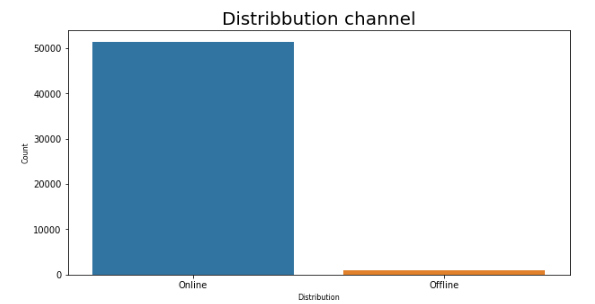 Distribbution channel
50000
40000
30000
20000
10000
0
Count
Online
Offline
Distribution